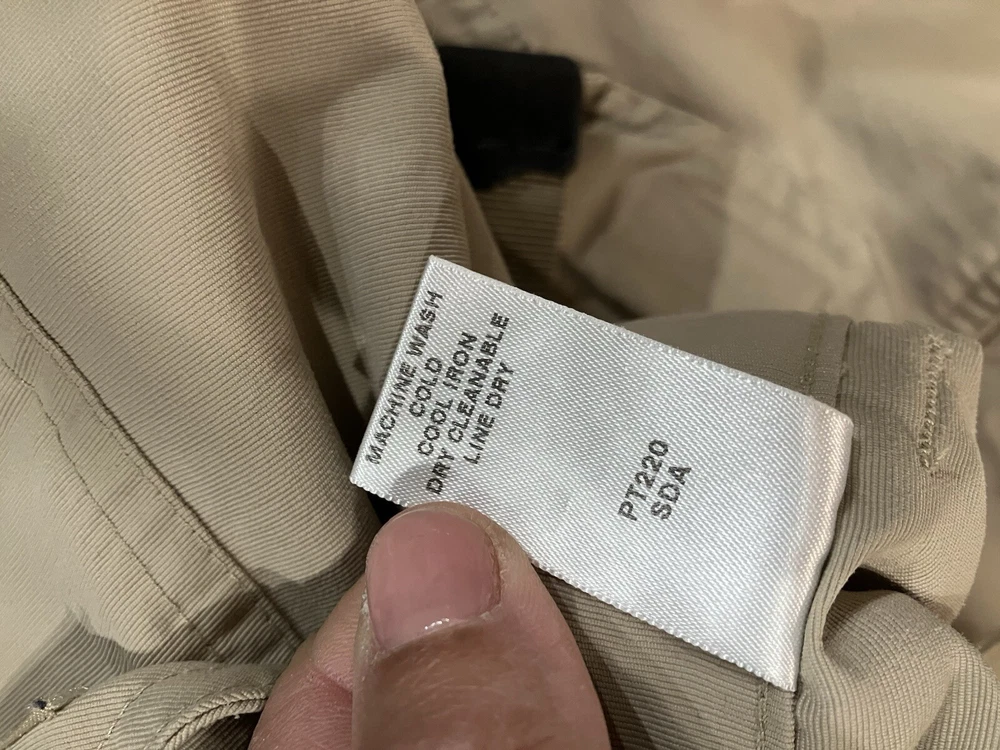 MACHINE WASH
COLD
COOL IRON
DRY CLEANABLE
LINE DRY
PT220
SDA